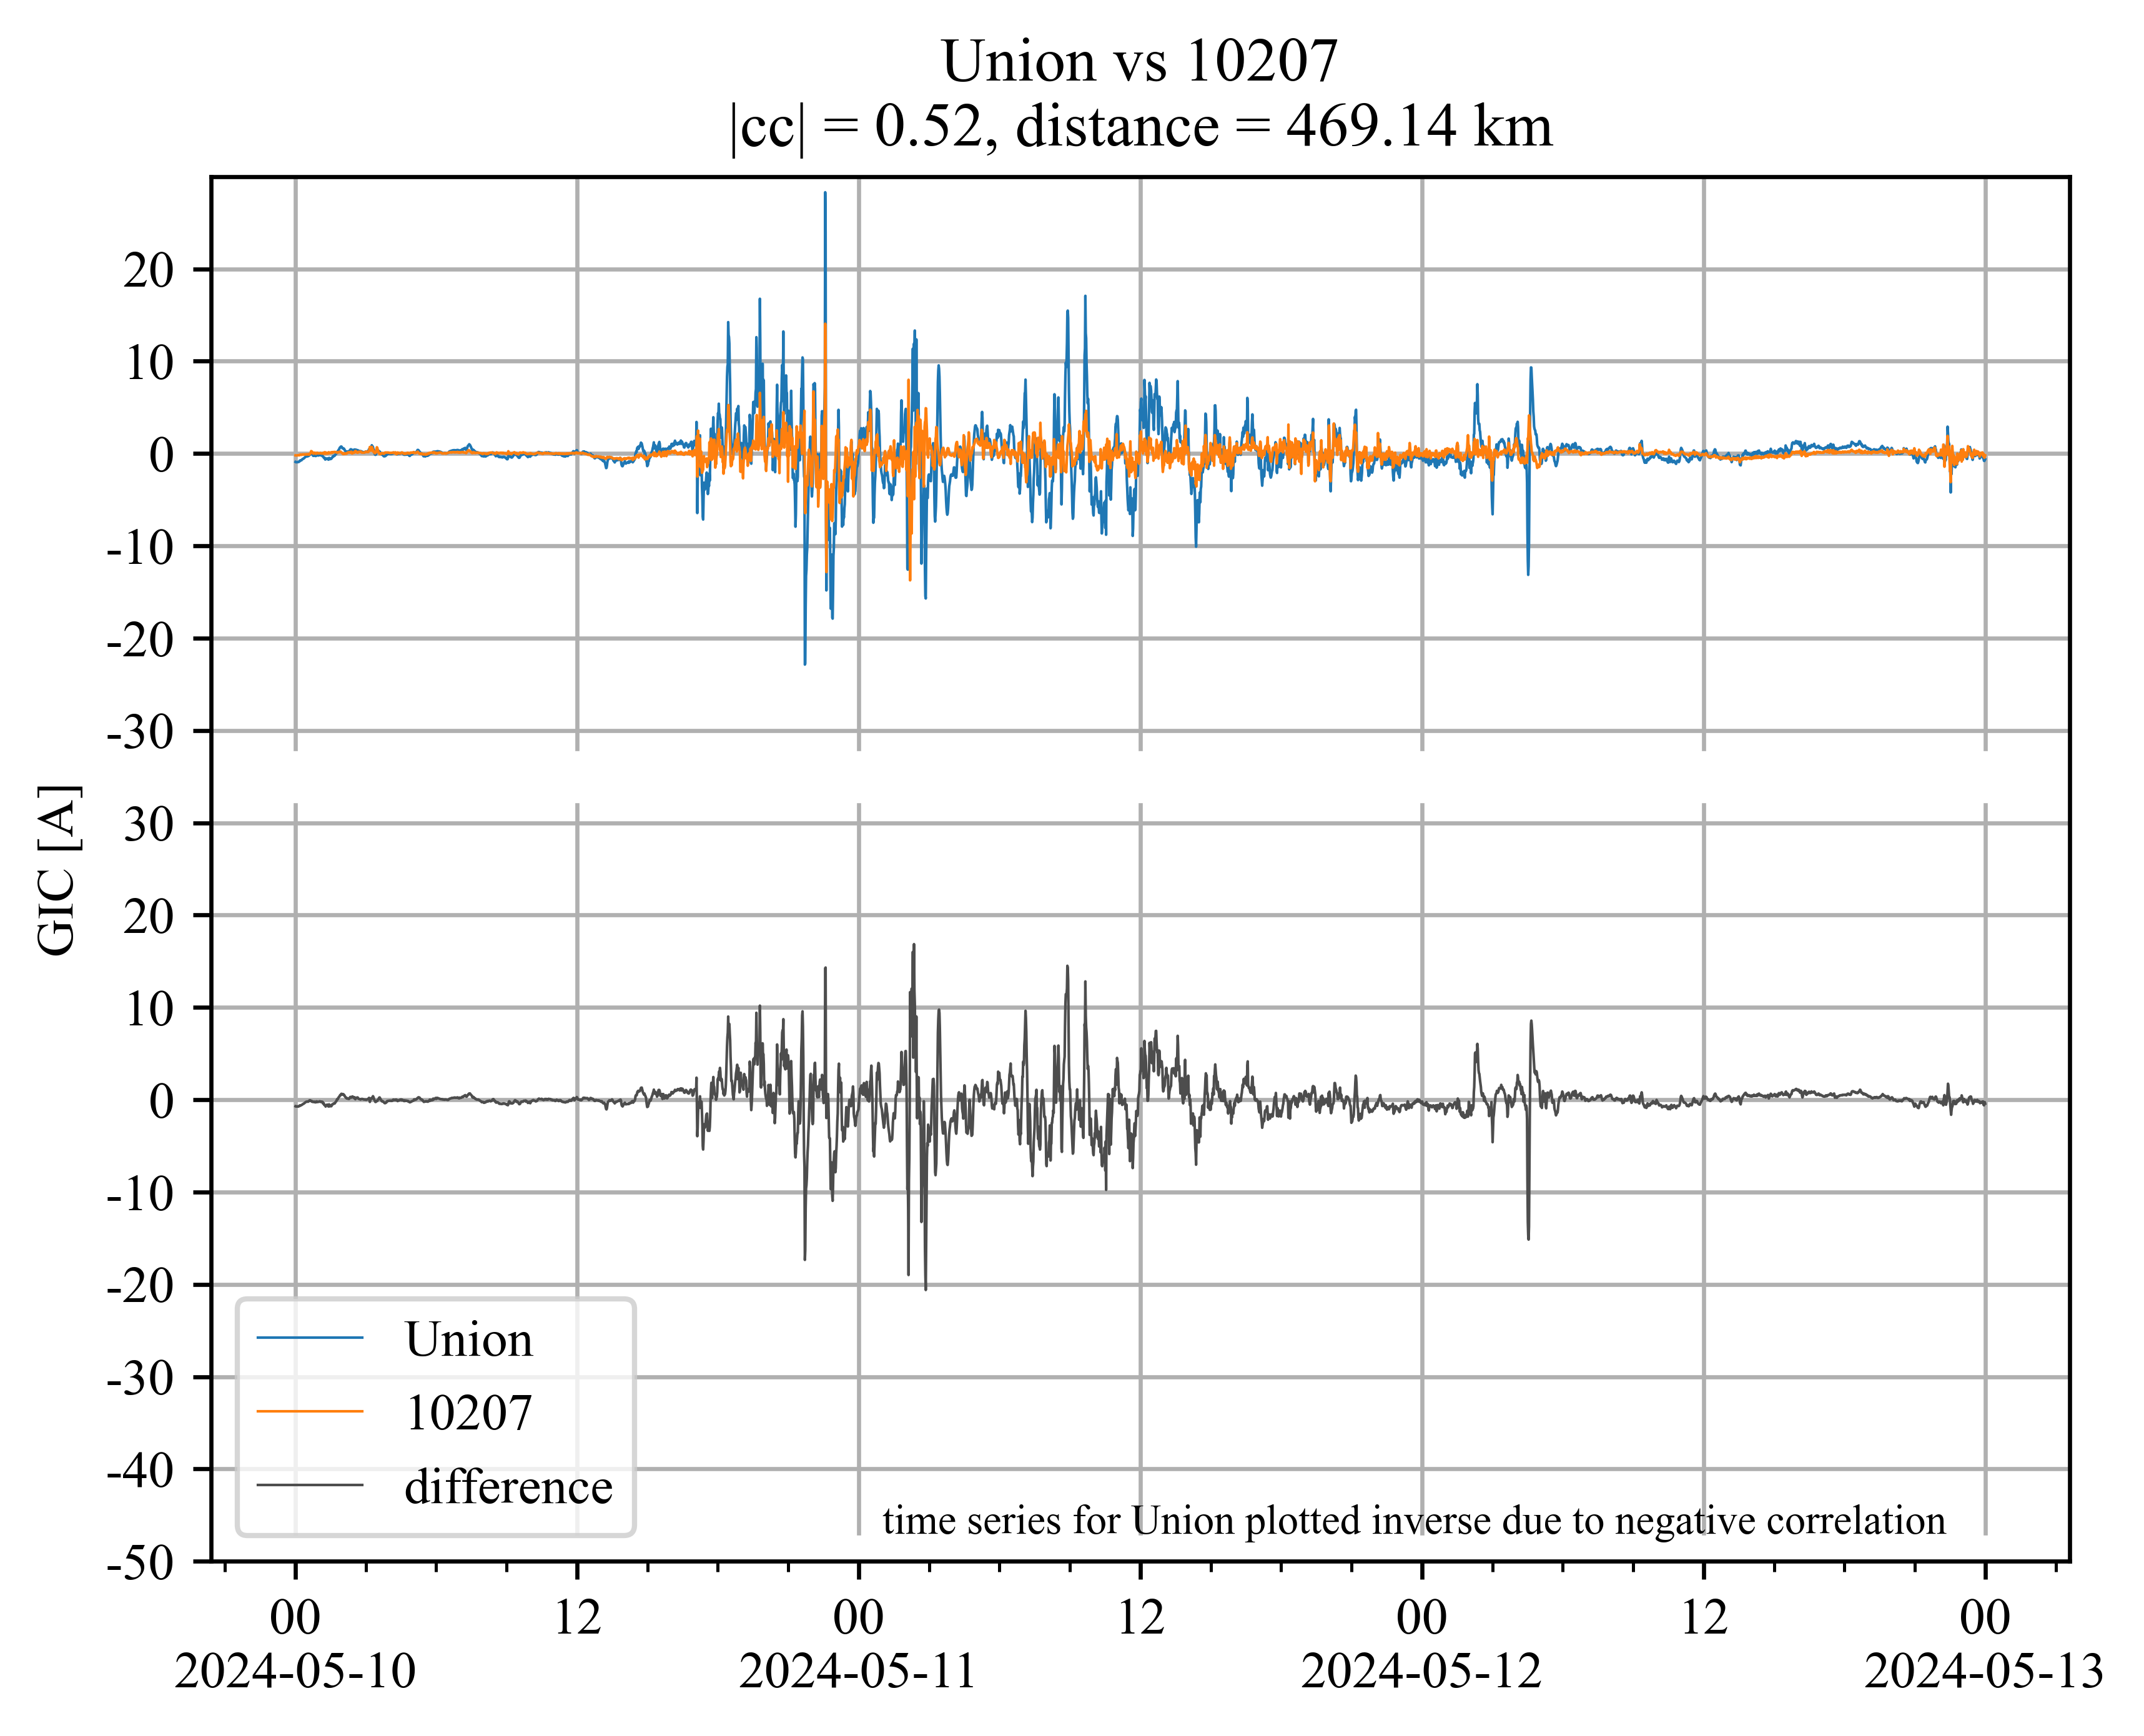 Union vs 10207
|cc| = 0.52, distance = 469.14 km
GIC [A]
20
10
0
-10
-20
-30
30
20
10
0
-10
-20
-30
-40
-50
Union
10207
difference
time series for Union plotted inverse due to negative correlation
00 12 00 12 00 12 00
2024-05-10 2024-05-11 2024-05-12 2024-05-13